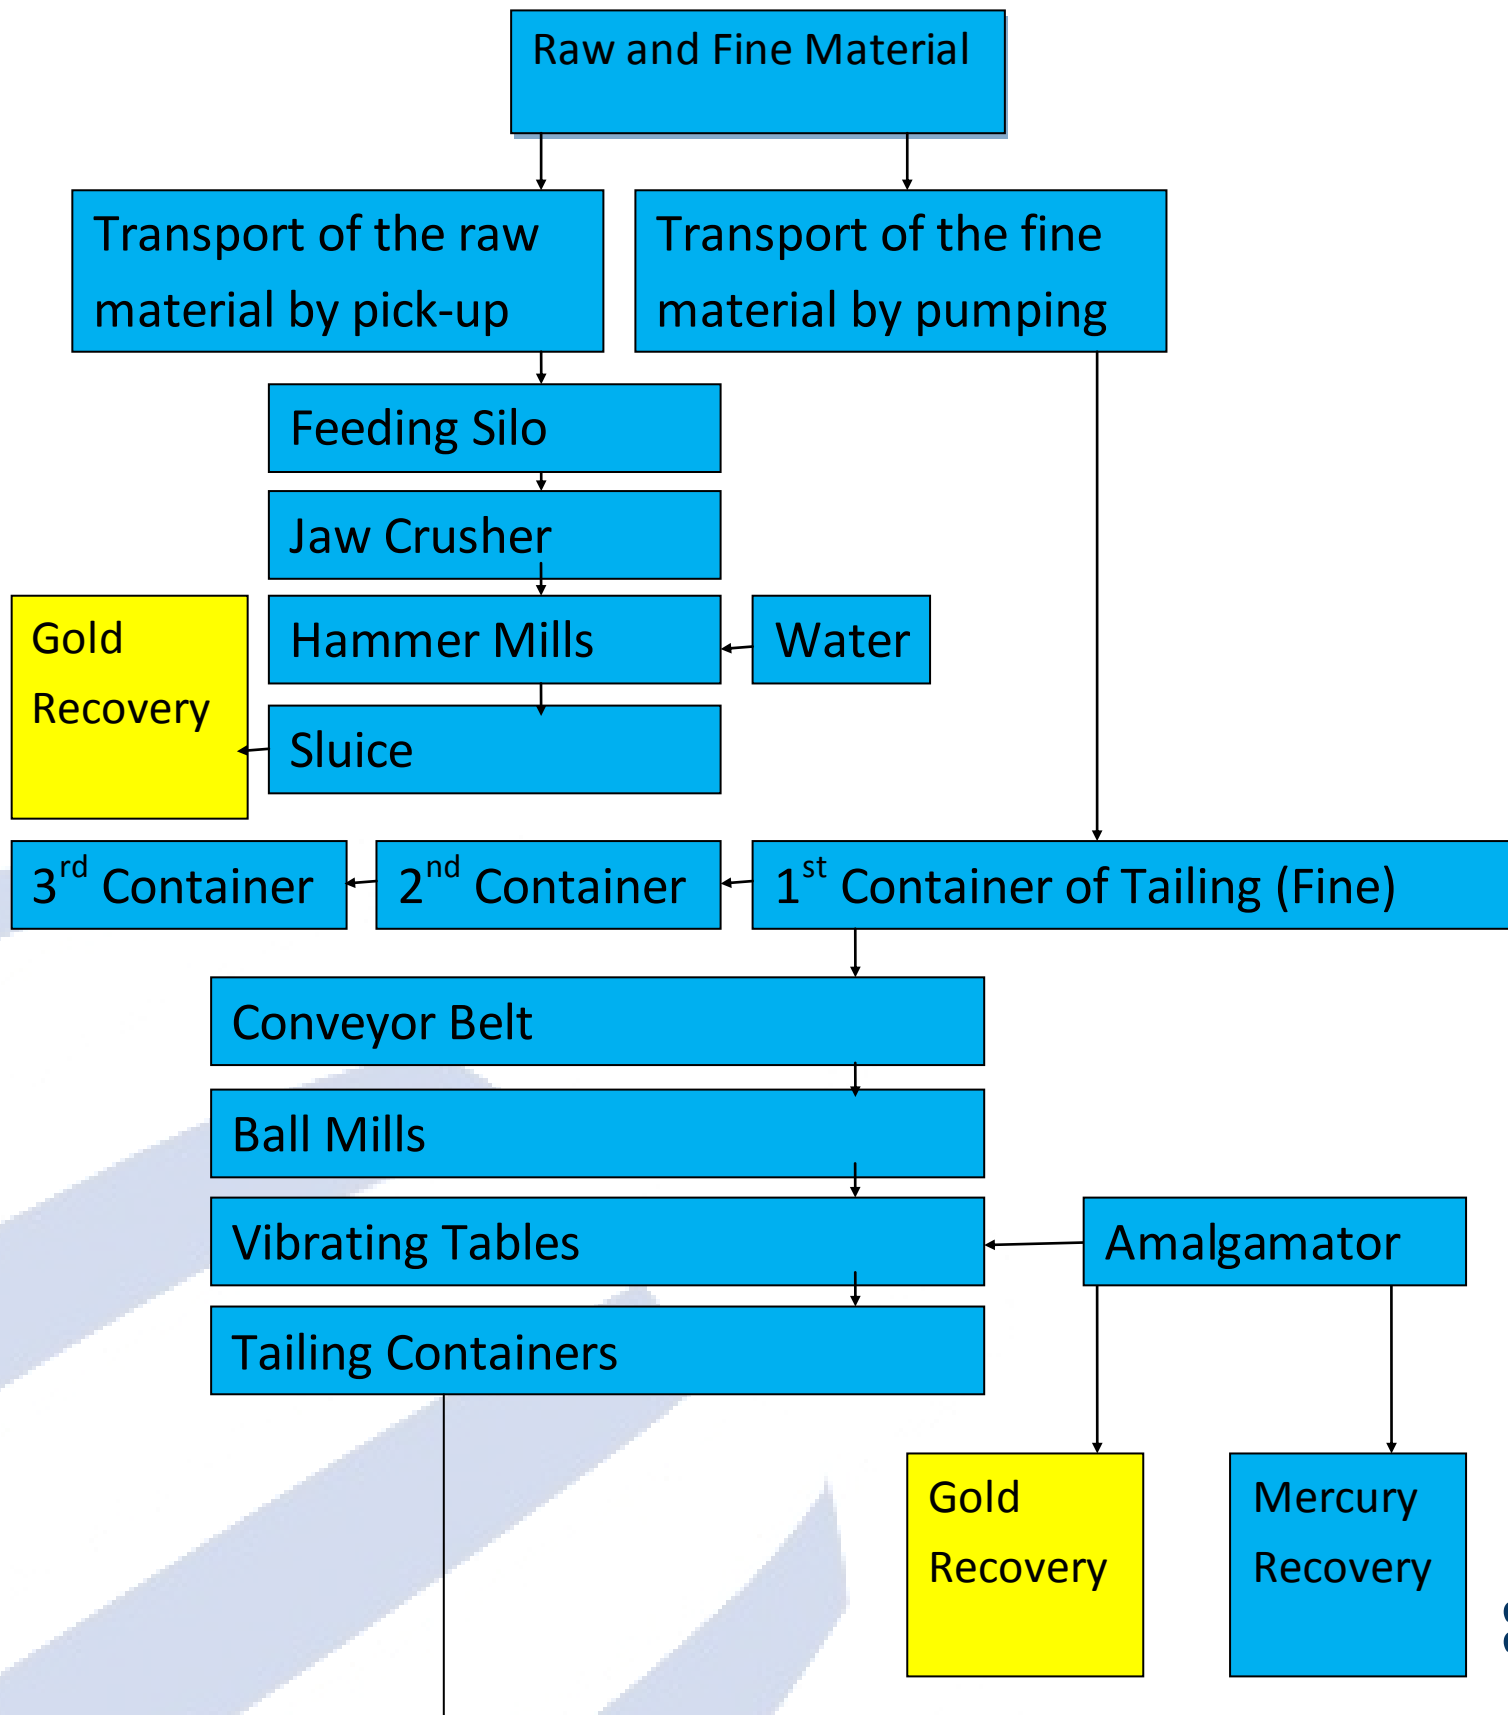 Raw and Fine Material
Transport of the raw
material by pick-up
Transport of the fine
material by pumping
Feeding Silo
Jaw Crusher
Gold
Recovery
Hammer Mills
Water
Sluice
3rd Container
2nd Container
1st Container of Tailing (Fine)
Conveyor Belt
Ball Mills
Vibrating Tables
Amalgamator
Tailing Containers
Gold
Recovery
Mercury
Recovery